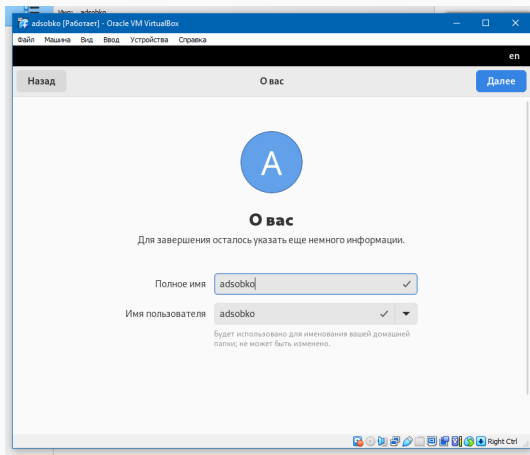 Имя: adsobko
adsobko [Работает] - Oracle VM VirtualBox
Файл Машина Вид Ввод Устройства Справка
en
Назад О вас Далее
A
О вас
Для завершения осталось указать еще немного информации.
Полное имя adsobko
Имя пользователя adsobko
Будет использовано для именования вашей домашней
папки; не может быть изменено.
Right Ctrl